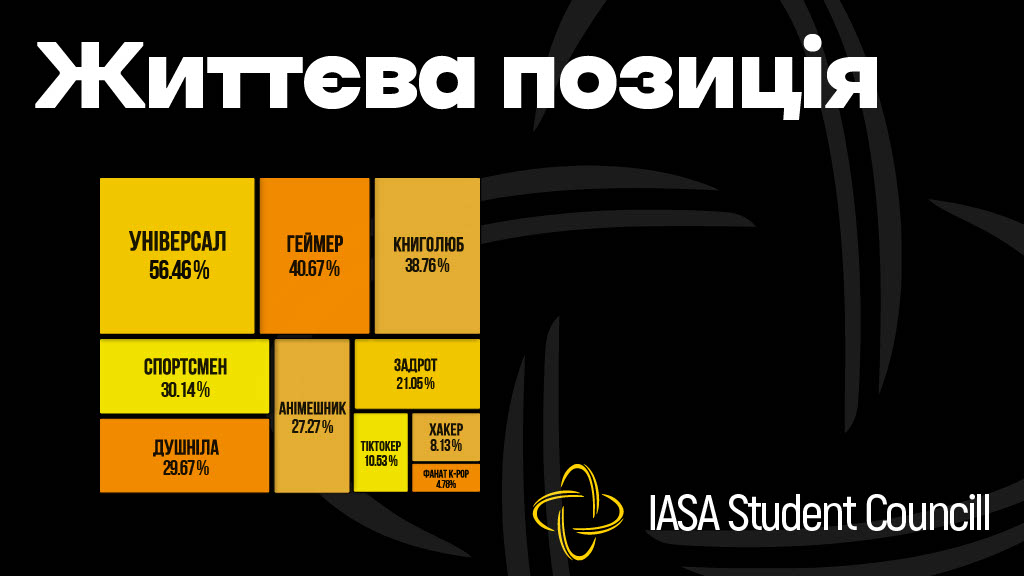 Життєва позиція
УНІВЕРСАЛ
56.46%
ГЕЙМЕР
40.67%
КНИГОЛЮБ
38.76%
СПОРТСМЕН
30.14%
ДУШНІЛА
29.67%
АНІМЕШНИК
27.27%
ЗАДРОТ
21.05%
ТІКТОКЕР
10.53%
ХАКЕР
8.13%
ФАНАТ K-POP
4.78%
IASA Student Councill